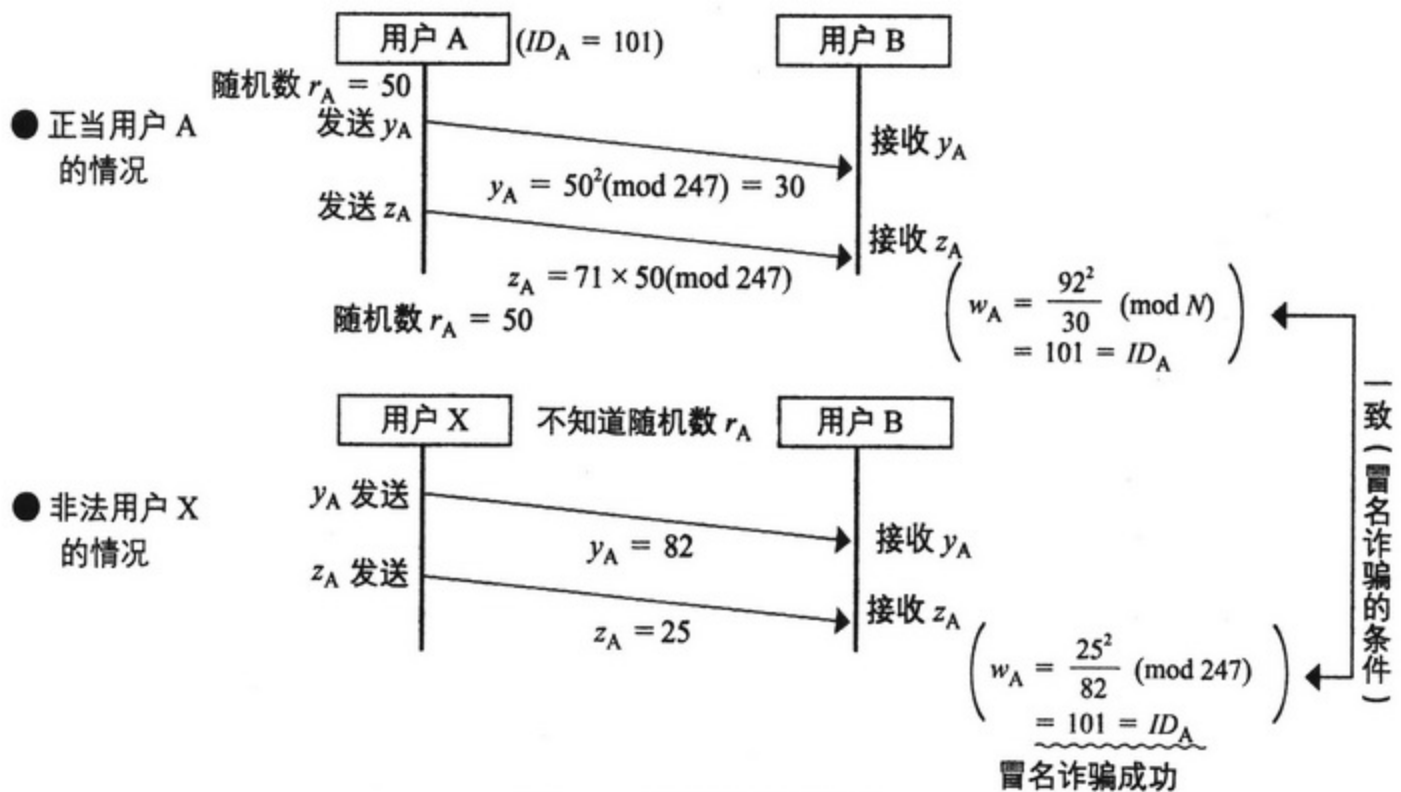 用户 A (ID_A = 101) 用户 B
随机数 r_A = 50
● 正当用户 A
的情况
发送 y_A
接收 y_A
y_A = 50²(mod 247) = 30
发送 z_A
接收 z_A
z_A = 71 × 50(mod 247)
随机数 r_A = 50
w_A = 92²/30 (mod N)
= 101 = ID_A
一致(冒名诈骗的条件)
用户 X 不知道随机数 r_A 用户 B
● 非法用户 X
的情况
y_A 发送
接收 y_A
y_A = 82
z_A 发送
接收 z_A
z_A = 25
w_A = 25²/82 (mod 247)
= 101 = ID_A
冒名诈骗成功